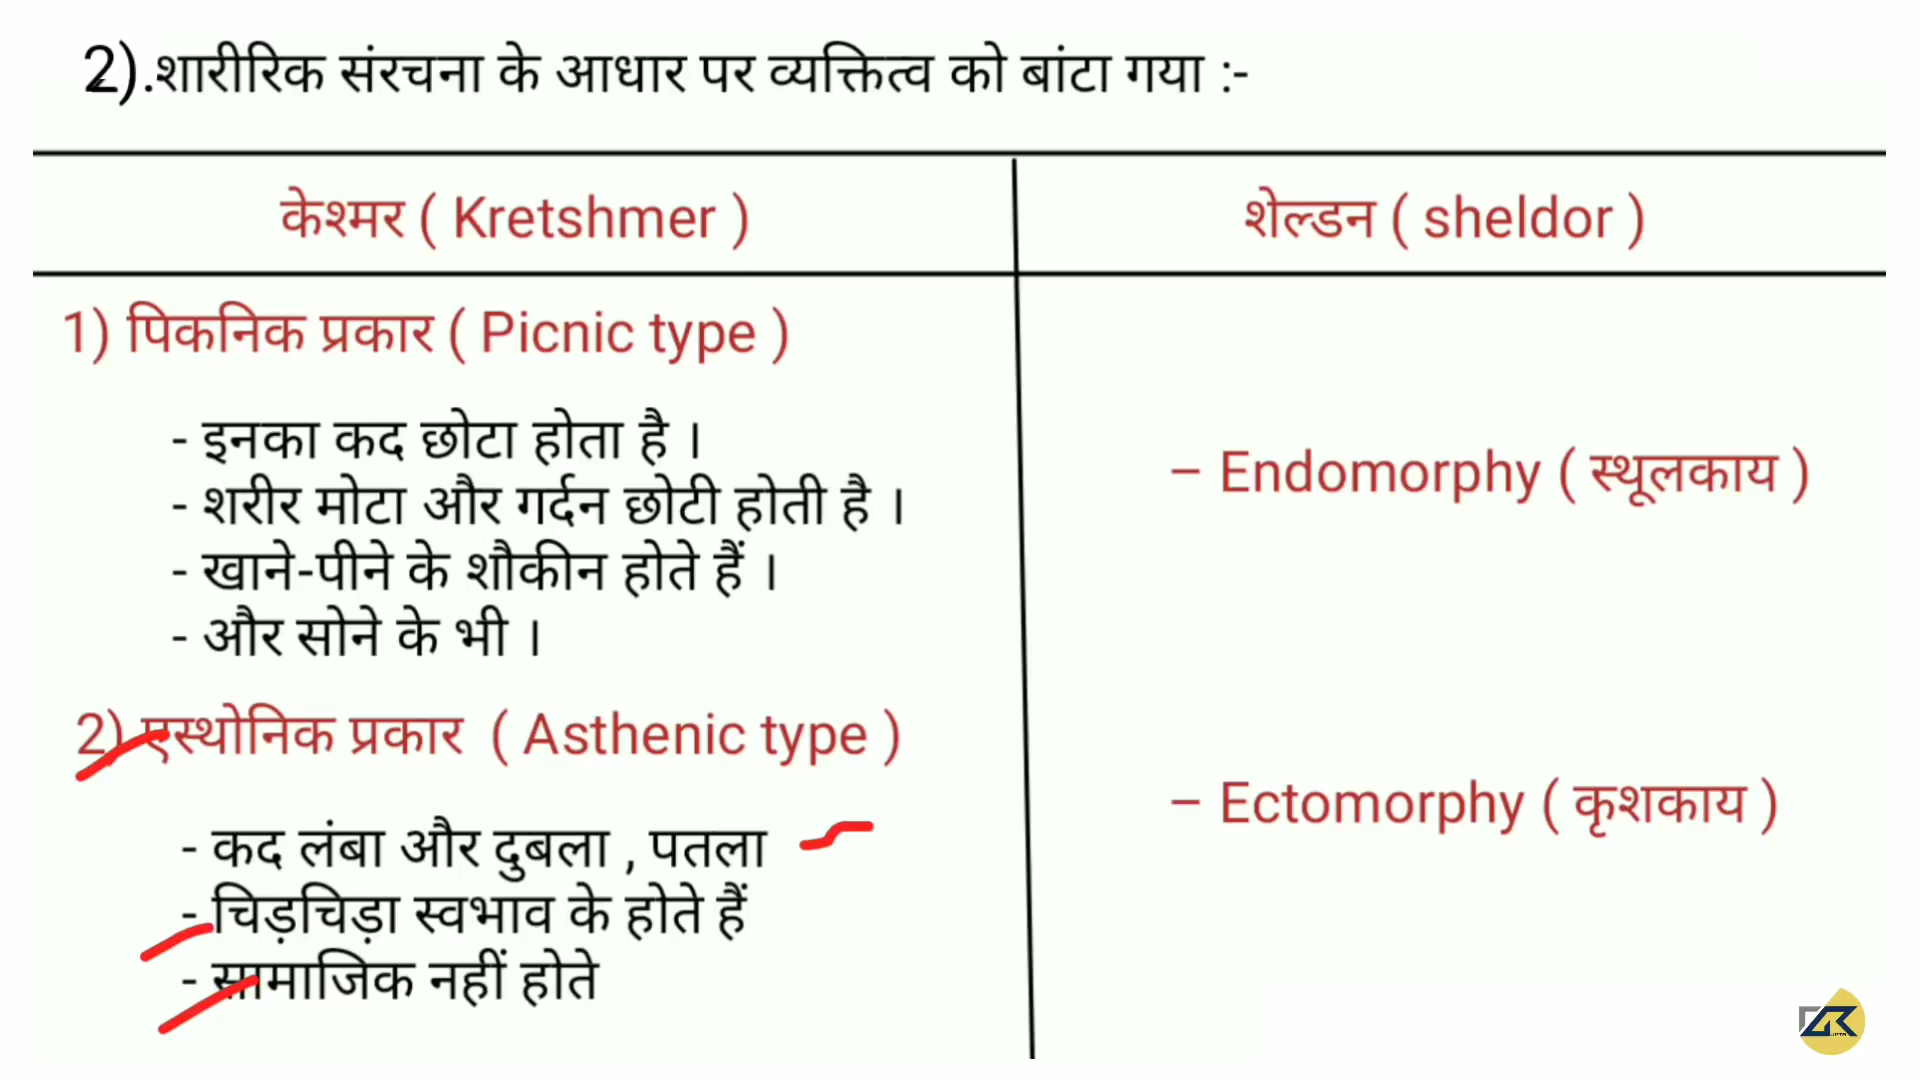 2).शारीरिक संरचना के आधार पर व्यक्तित्व को बांटा गया :-
केश्मर ( Kretshmer )
शेल्डन ( sheldor )
1) पिकनिक प्रकार ( Picnic type )
- इनका कद छोटा होता है ।
- शरीर मोटा और गर्दन छोटी होती है ।
- खाने-पीने के शौकीन होते हैं ।
- और सोने के भी ।
– Endomorphy ( स्थूलकाय )
2) एस्थोनिक प्रकार ( Asthenic type )
- कद लंबा और दुबला , पतला
- चिड़चिड़ा स्वभाव के होते हैं
- सामाजिक नहीं होते
– Ectomorphy ( कृशकाय )